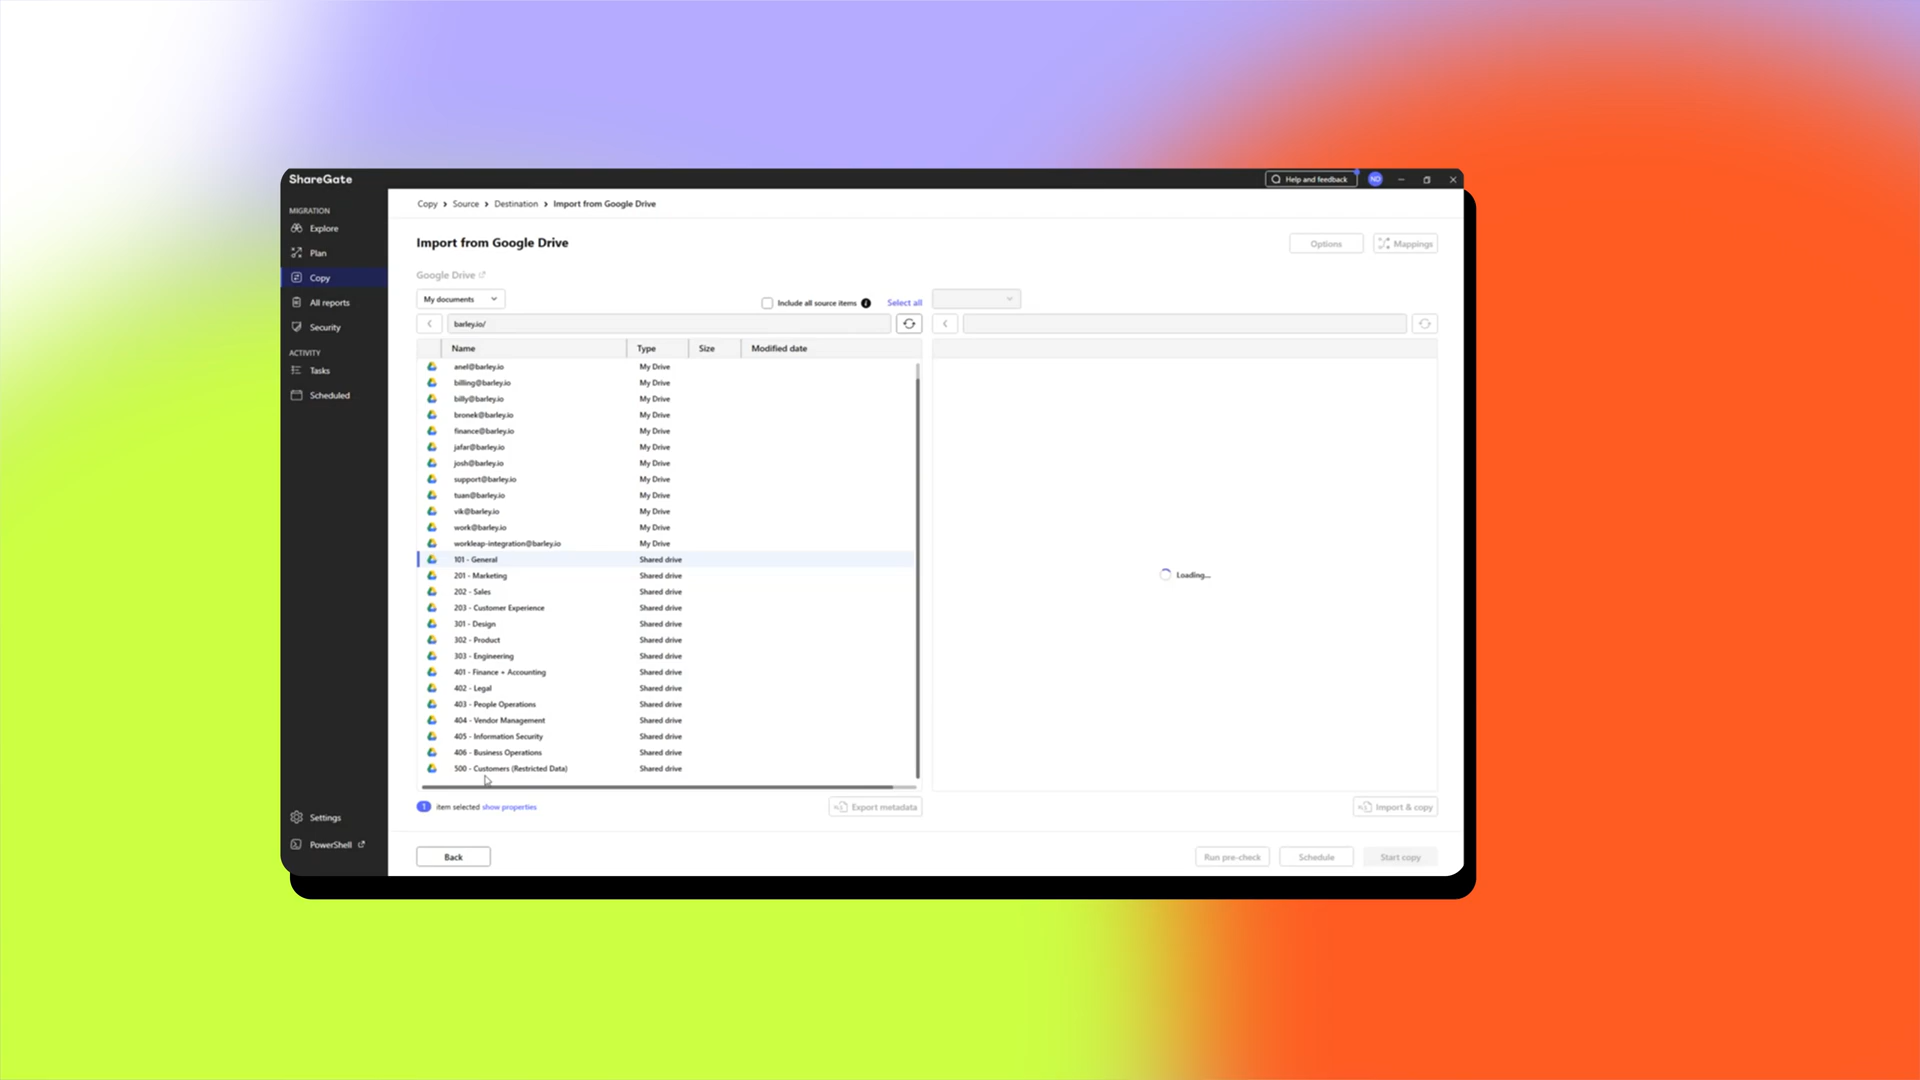 ShareGate
Help and feedback
ND
MIGRATION
Explore
Plan
Copy
All reports
Security
ACTIVITY
Tasks
Scheduled
Settings
PowerShell
Copy > Source > Destination > Import from Google Drive
Import from Google Drive
Options
Mappings
Google Drive
My documents
Include all source items
Select all
barley.io/
Name Type Size Modified date
anel@barley.io My Drive
billing@barley.io My Drive
billy@barley.io My Drive
bronek@barley.io My Drive
finance@barley.io My Drive
jafar@barley.io My Drive
josh@barley.io My Drive
support@barley.io My Drive
tuan@barley.io My Drive
vik@barley.io My Drive
work@barley.io My Drive
workleap-integration@barley.io My Drive
101 - General Shared drive
201 - Marketing Shared drive
202 - Sales Shared drive
203 - Customer Experience Shared drive
301 - Design Shared drive
302 - Product Shared drive
303 - Engineering Shared drive
401 - Finance + Accounting Shared drive
402 - Legal Shared drive
403 - People Operations Shared drive
404 - Vendor Management Shared drive
405 - Information Security Shared drive
406 - Business Operations Shared drive
500 - Customers (Restricted Data) Shared drive
Loading...
1 item selected show properties
Export metadata
Import & copy
Back
Run pre-check
Schedule
Start copy